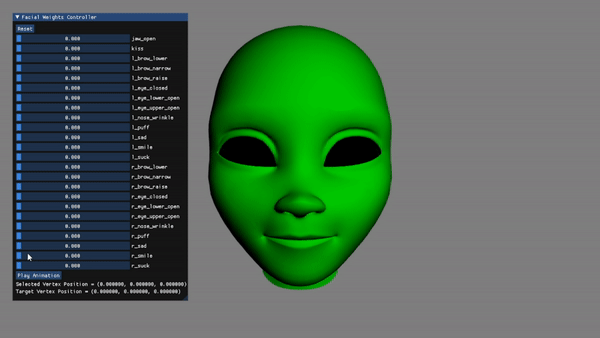 ▼ Facial Weights Controller
Reset
0.000 jaw_open
0.000 kiss
0.000 l_brow_lower
0.000 l_brow_narrow
0.000 l_brow_raise
0.000 l_eye_closed
0.000 l_eye_lower_open
0.000 l_eye_upper_open
0.000 l_nose_wrinkle
0.000 l_puff
0.000 l_sad
0.000 l_smile
0.000 l_suck
0.000 r_brow_lower
0.000 r_brow_narrow
0.000 r_brow_raise
0.000 r_eye_closed
0.000 r_eye_lower_open
0.000 r_eye_upper_open
0.000 r_nose_wrinkle
0.000 r_puff
0.000 r_sad
0.000 r_smile
0.000 r_suck
Play Animation
Selected Vertex Position = (0.000000, 0.000000, 0.000000)
Target Vertex Position = (0.000000, 0.000000, 0.000000)